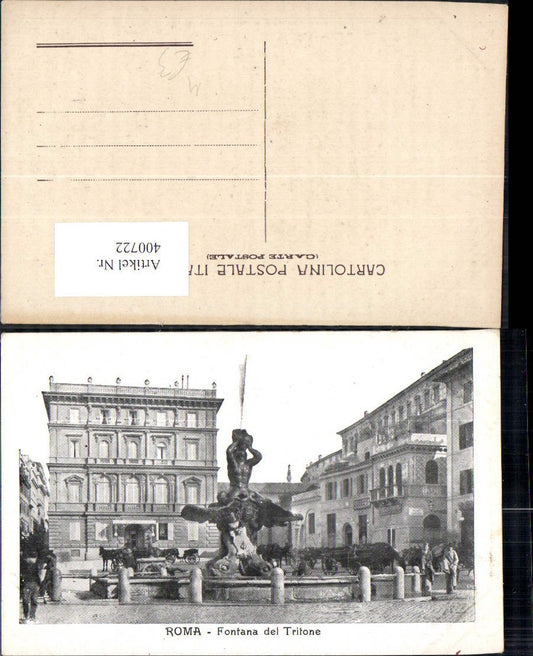 CARTOLINA POSTALE ITA
(CARTE POSTALE)
Artikel Nr.
400722
ROMA - Fontana del Tritone